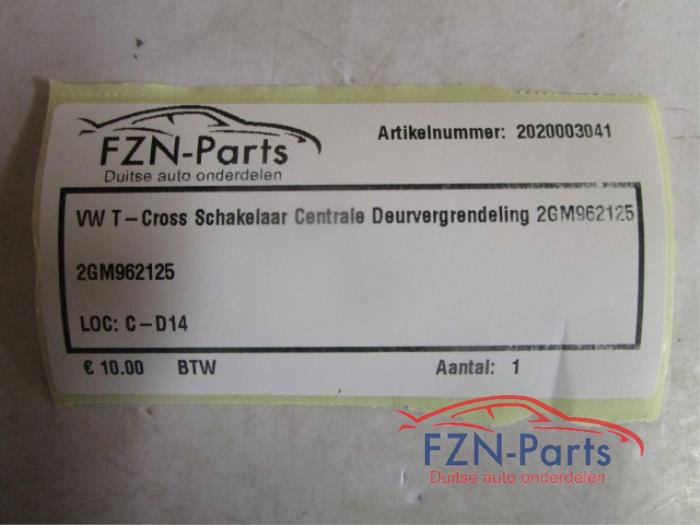 FZN-Parts
Duitse auto onderdelen
Artikelnummer: 2020003041
VW T-Cross Schakelaar Centrale Deurvergrendeling 2GM962125
2GM962125
LOC: C-D14
€ 10.00 BTW Aantal: 1
FZN-Parts
Duitse auto onderdelen